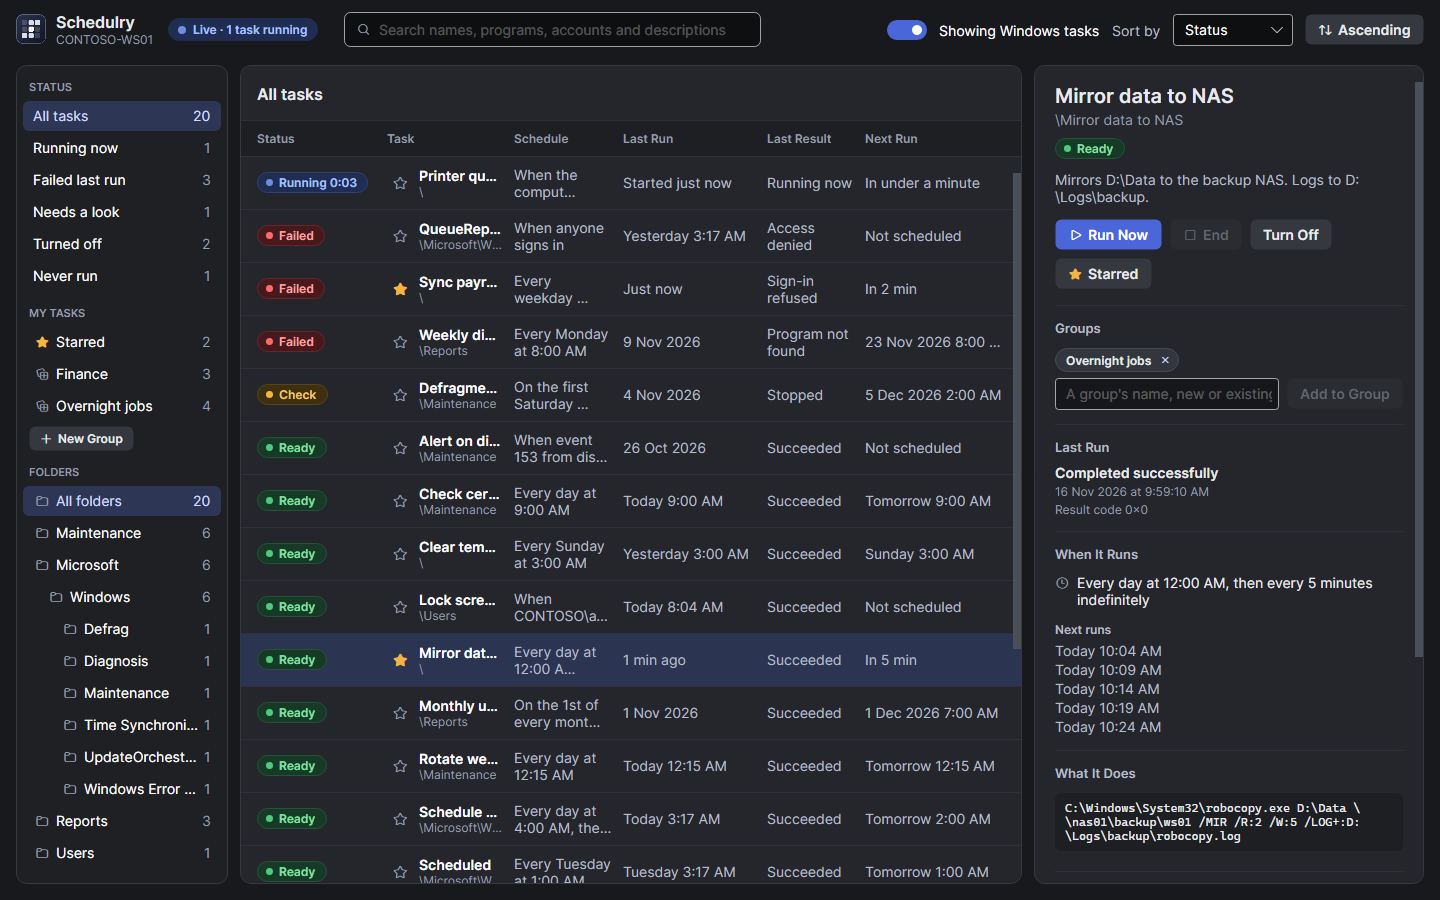 Schedulry
CONTOSO-WS01
Live · 1 task running
Search names, programs, accounts and descriptions
Showing Windows tasks
Sort by
Status
Ascending
STATUS
All tasks 20
Running now 1
Failed last run 3
Needs a look 1
Turned off 2
Never run 1
MY TASKS
Starred 2
Finance 3
Overnight jobs 4
New Group
FOLDERS
All folders 20
Maintenance 6
Microsoft 6
Windows 6
Defrag 1
Diagnosis 1
Maintenance 1
Time Synchroni... 1
UpdateOrchest... 1
Windows Error ... 1
Reports 3
Users 1
All tasks
Status Task Schedule Last Run Last Result Next Run
Running 0:03 Printer qu... When the Started just now Running now In under a minute
\ comput...
Failed QueueRep... When anyone Yesterday 3:17 AM Access Not scheduled
\Microsoft\W... signs in denied
Failed Sync payr... Every Just now Sign-in In 2 min
\ weekday ... refused
Failed Weekly di... Every Monday 9 Nov 2026 Program not 23 Nov 2026 8:00 ...
\Reports at 8:00 AM found
Check Defragme... On the first 4 Nov 2026 Stopped 5 Dec 2026 2:00 AM
\Maintenance Saturday ...
Ready Alert on di... When event 26 Oct 2026 Succeeded Not scheduled
\Maintenance 153 from dis...
Ready Check cer... Every day at Today 9:00 AM Succeeded Tomorrow 9:00 AM
\Maintenance 9:00 AM
Ready Clear tem... Every Sunday Yesterday 3:00 AM Succeeded Sunday 3:00 AM
\ at 3:00 AM
Ready Lock scre... When Today 8:04 AM Succeeded Not scheduled
\Users CONTOSO\a...
Ready Mirror dat... Every day at 1 min ago Succeeded In 5 min
\ 12:00 A...
Ready Monthly u... On the 1st of 1 Nov 2026 Succeeded 1 Dec 2026 7:00 AM
\Reports every mont...
Ready Rotate we... Every day at Today 12:15 AM Succeeded Tomorrow 12:15 AM
\Maintenance 12:15 AM
Ready Schedule ... Every day at Today 3:17 AM Succeeded Tomorrow 2:00 AM
\Microsoft\W... 4:00 AM, the...
Ready Scheduled Every Tuesday Tuesday 3:17 AM Succeeded Tomorrow 1:00 AM
\Microsoft\W... at 1:00 AM
Mirror data to NAS
\Mirror data to NAS
Ready
Mirrors D:\Data to the backup NAS. Logs to D:
\Logs\backup.
Run Now End Turn Off
Starred
Groups
Overnight jobs ×
A group's name, new or existing Add to Group
Last Run
Completed successfully
16 Nov 2026 at 9:59:10 AM
Result code 0×0
When It Runs
Every day at 12:00 AM, then every 5 minutes
indefinitely
Next runs
Today 10:04 AM
Today 10:09 AM
Today 10:14 AM
Today 10:19 AM
Today 10:24 AM
What It Does
C:\Windows\System32\robocopy.exe D:\Data \
\nas01\backup\ws01 /MIR /R:2 /W:5 /LOG+:D:
\Logs\backup\robocopy.log